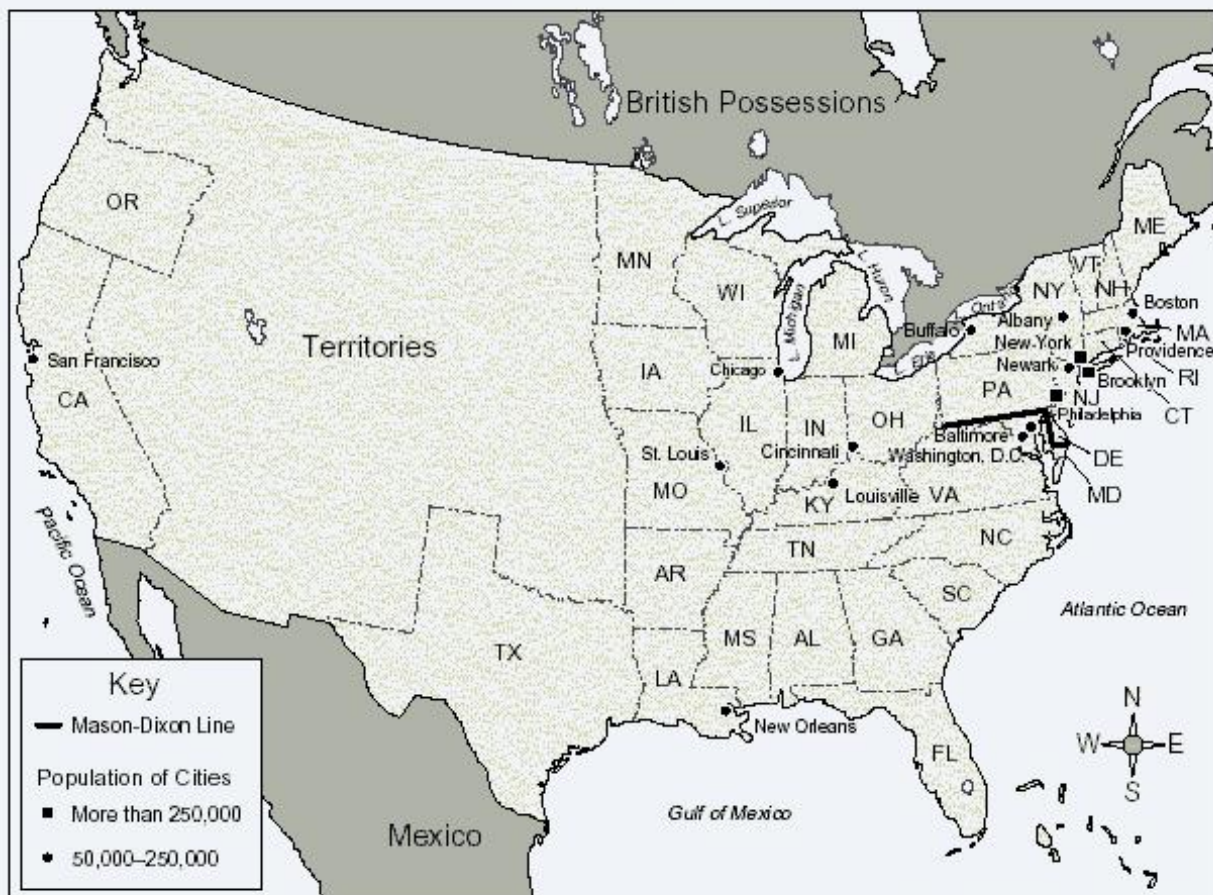 British Possessions
L. Superior
ME
OR
MN
VT
L. Huron
NH
WI
L. Michigan
NY
Ontario
Boston
Albany
MA
Buffalo
New-York
San Francisco
Territories
MI
Providence
Chicago
Erie
Newark
RI
IA
PA
Brooklyn
CA
NJ
CT
Philadelphia
IL
IN
OH
Baltimore
St. Louis
Cincinnati
Washington, D.C.
DE
MO
KY
Louisville
VA
MD
Pacific Ocean
TN
NC
AR
SC
Atlantic Ocean
MS
AL
GA
TX
LA
New Orleans
FL
Gulf of Mexico
Mexico
N
W
E
S
Key
Mason-Dixon Line
Population of Cities
More than 250,000
50,000–250,000